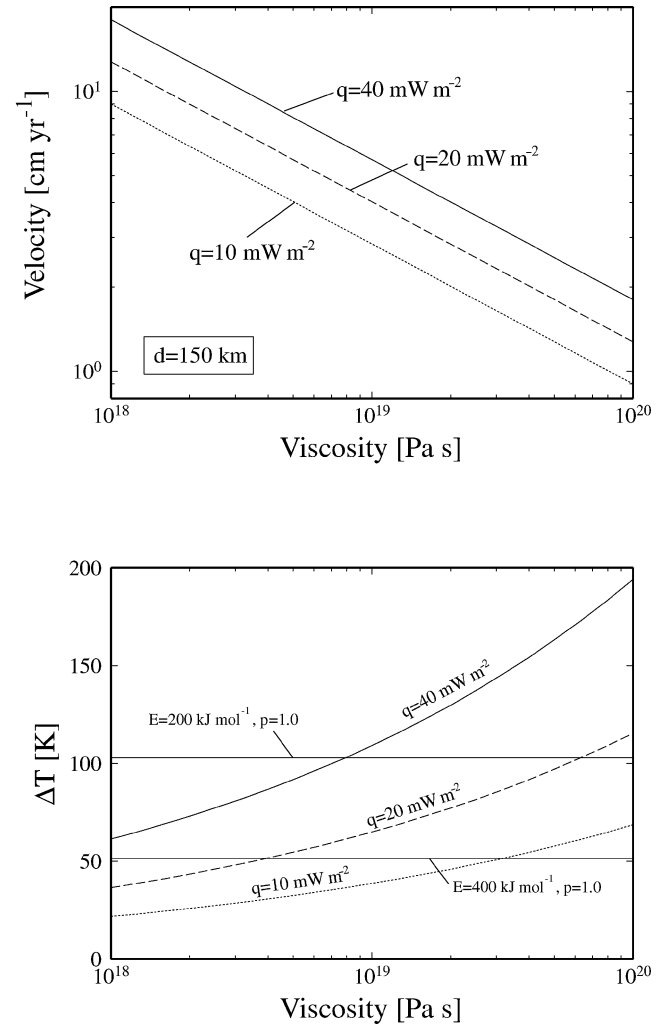 Velocity [cm yr⁻¹]
10¹
10⁰
q=40 mW m⁻²
q=20 mW m⁻²
q=10 mW m⁻²
d=150 km
10¹⁸ 10¹⁹ 10²⁰
Viscosity [Pa s]
ΔT [K]
200
150
100
50
0
q=40 mW m⁻²
E=200 kJ mol⁻¹, p=1.0
q=20 mW m⁻²
q=10 mW m⁻²
E=400 kJ mol⁻¹, p=1.0
10¹⁸ 10¹⁹ 10²⁰
Viscosity [Pa s]